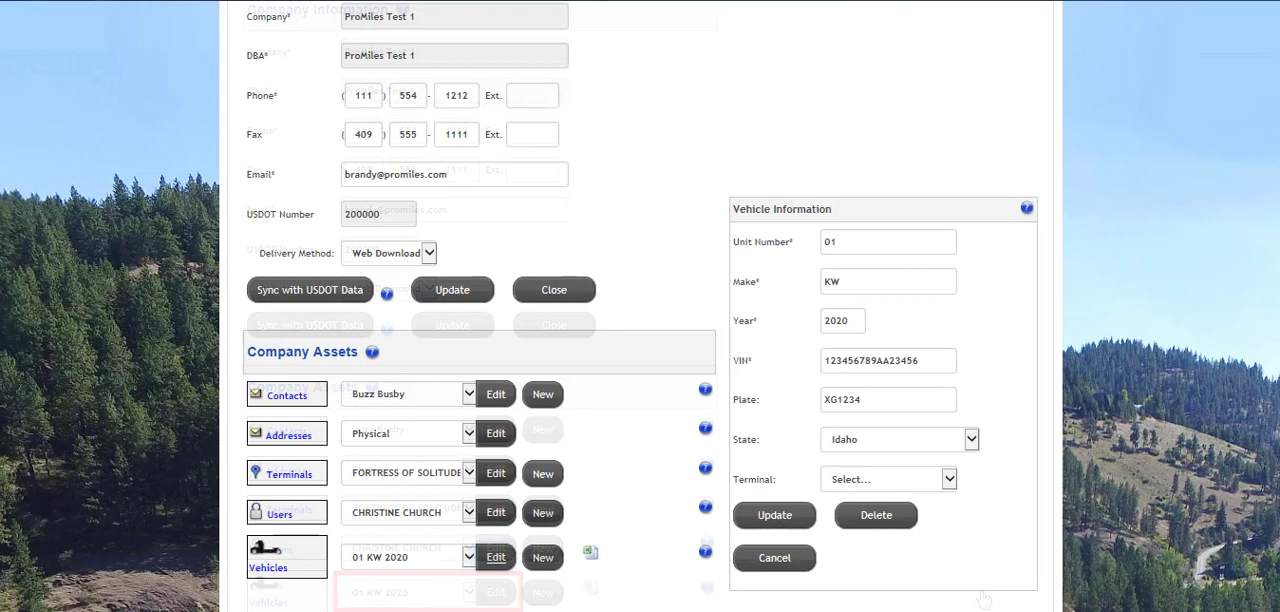 Company* ProMiles Test 1
DBA* ProMiles Test 1
Phone* ( 111 ) 554 - 1212 Ext.
Fax ( 409 ) 555 - 1111 Ext.
Email* brandy@promiles.com
USDOT Number 200000
Delivery Method: Web Download
Sync with USDOT Data ? Update Close
Company Assets ?
Contacts Buzz Busby Edit New ?
Addresses Physical Edit ?
Terminals FORTRESS OF SOLITUDE Edit New ?
Users CHRISTINE CHURCH Edit New ?
Vehicles 01 KW 2020 Edit New ?
Vehicle Information ?
Unit Number* 01
Make* KW
Year* 2020
VIN* 123456789AA23456
Plate: XG1234
State: Idaho
Terminal: Select...
Update Delete
Cancel